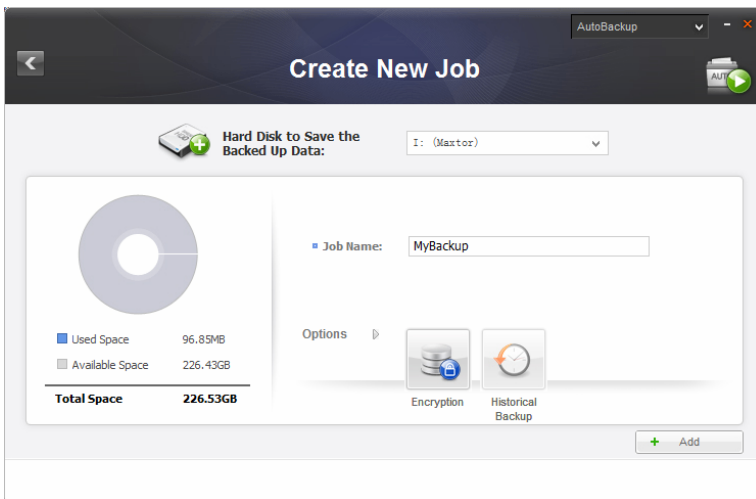 AutoBackup
Create New Job
AUTO
Hard Disk to Save the
Backed Up Data:
I: (Maxtor)
Job Name:
MyBackup
Used Space 96.85MB
Available Space 226.43GB
Total Space 226.53GB
Options
Encryption
Historical
Backup
+ Add